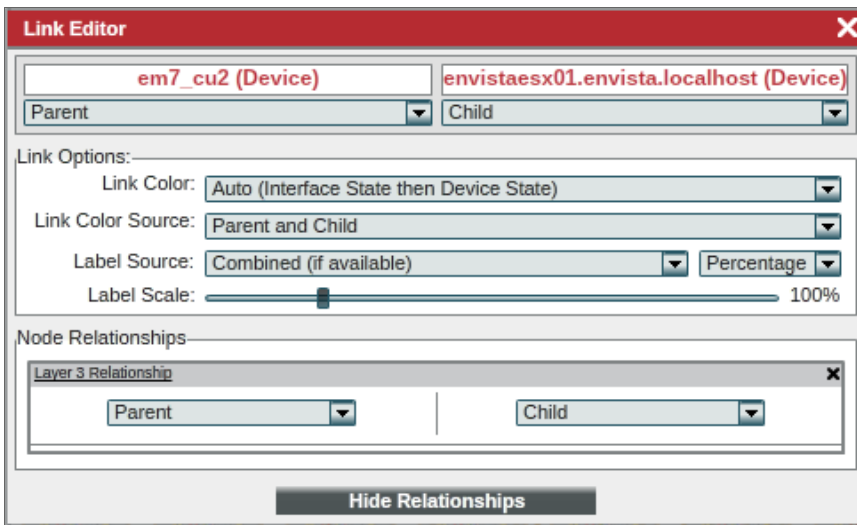 Link Editor
em7_cu2 (Device) envistaesx01.envista.localhost (Device)
Parent Child
Link Options:
Link Color: Auto (Interface State then Device State)
Link Color Source: Parent and Child
Label Source: Combined (if available) Percentage
Label Scale: 100%
Node Relationships
Layer 3 Relationship
Parent Child
Hide Relationships